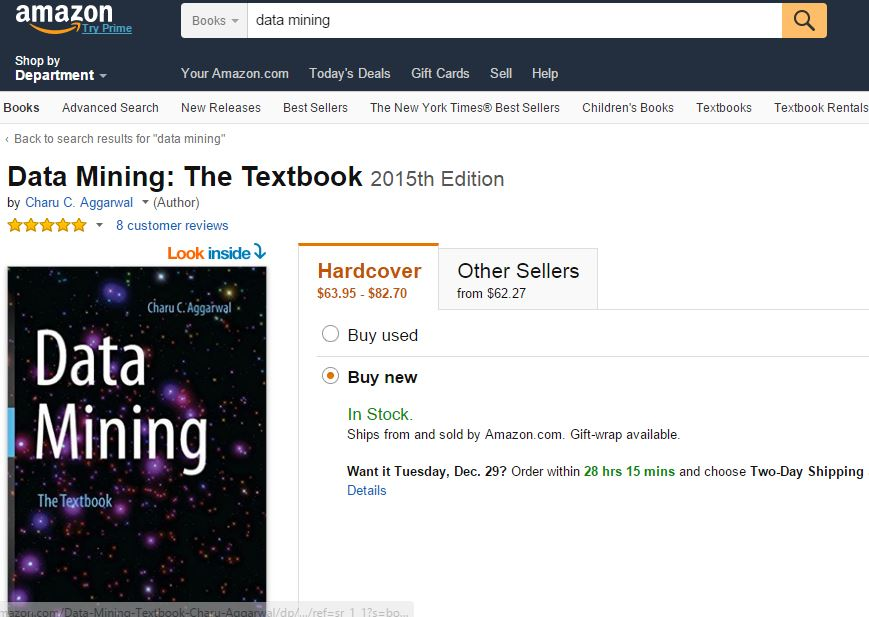 amazon
Try Prime
Books
data mining
Shop by
Department
Your Amazon.com Today's Deals Gift Cards Sell Help
Books Advanced Search New Releases Best Sellers The New York Times® Best Sellers Children's Books Textbooks Textbook Rentals
‹ Back to search results for "data mining"
Data Mining: The Textbook 2015th Edition
by Charu C. Aggarwal (Author)
8 customer reviews
Look inside
Charu C. Aggarwal
Data
Mining
The Textbook
Hardcover
$63.95 - $82.70
Other Sellers
from $62.27
Buy used
Buy new
In Stock.
Ships from and sold by Amazon.com. Gift-wrap available.
Want it Tuesday, Dec. 29? Order within 28 hrs 15 mins and choose Two-Day Shipping
Details
mazon.com/Data-Mining-Textbook-Charu-Aggarwal/dp/.../ref=sr_1_1?s=bo...